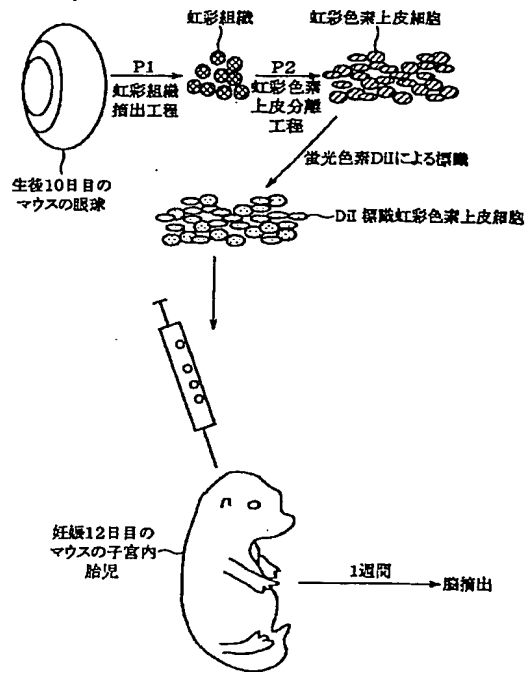 虹彩組織
虹彩色素上皮細胞
P1
虹彩組織
摘出工程
P2
虹彩色素
上皮分離
工程
生後10日目の
マウスの眼球
蛍光色素DiIによる標識
DiI 標識虹彩色素上皮細胞
妊娠12日目の
マウスの子宮内
胎児
1週間
脳摘出